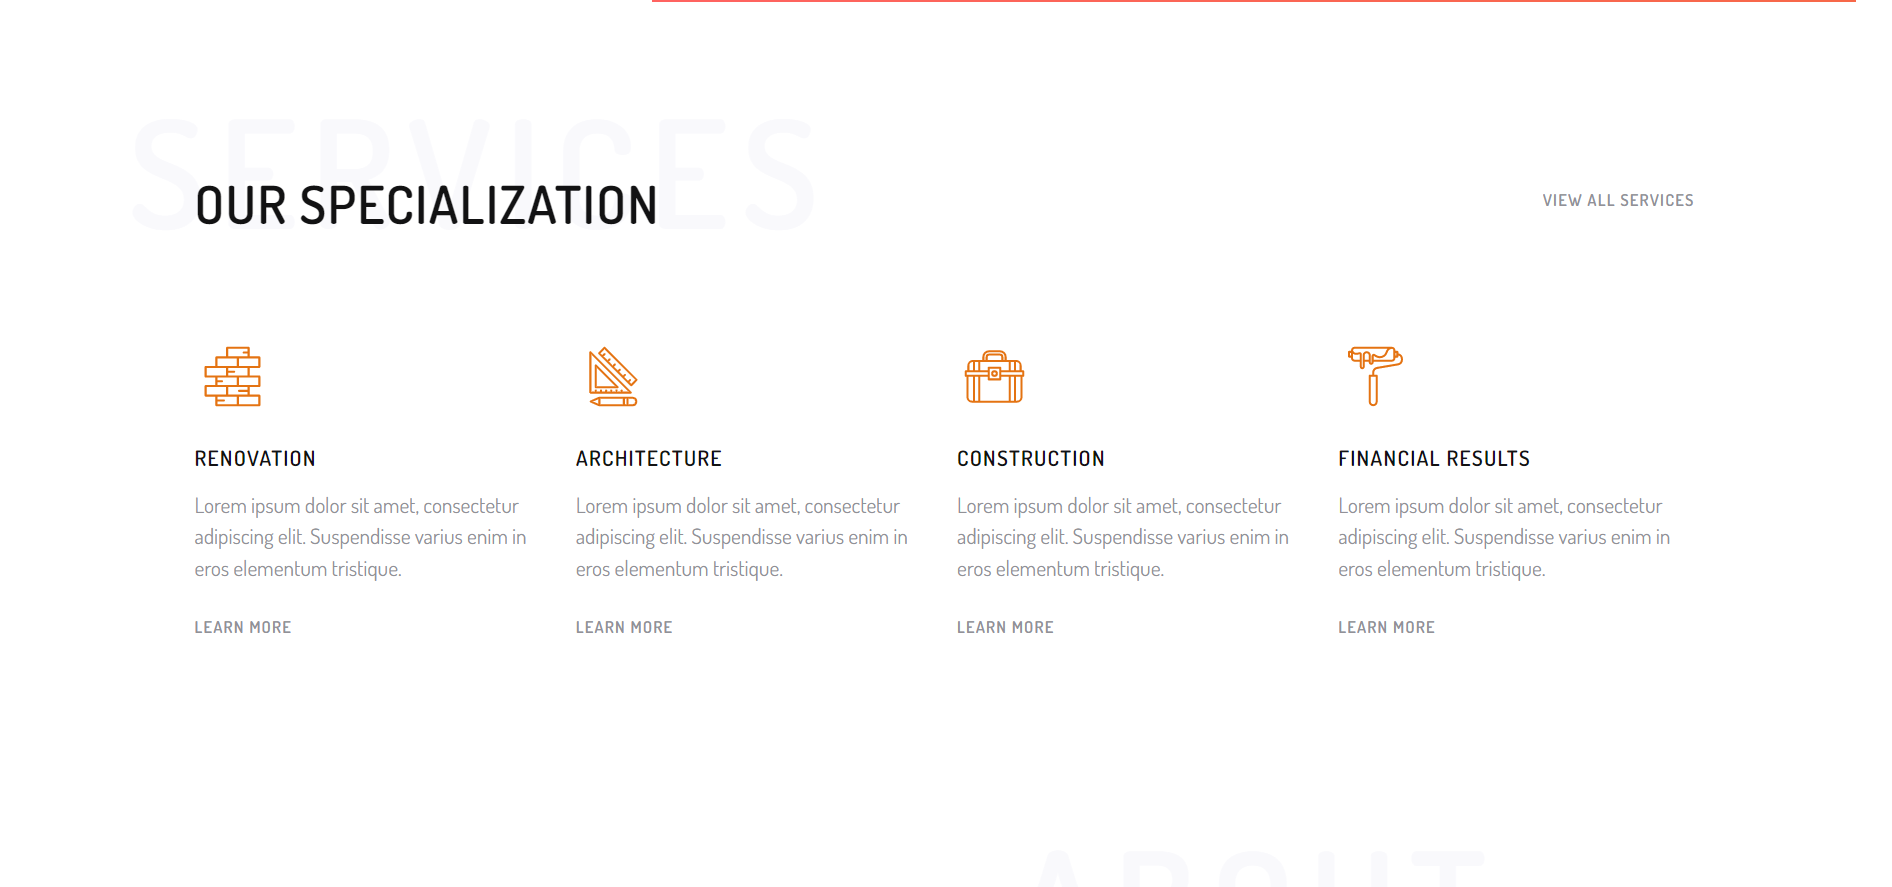 SERVICES
OUR SPECIALIZATION
VIEW ALL SERVICES
RENOVATION
Lorem ipsum dolor sit amet, consectetur
adipiscing elit. Suspendisse varius enim in
eros elementum tristique.
LEARN MORE
ARCHITECTURE
Lorem ipsum dolor sit amet, consectetur
adipiscing elit. Suspendisse varius enim in
eros elementum tristique.
LEARN MORE
CONSTRUCTION
Lorem ipsum dolor sit amet, consectetur
adipiscing elit. Suspendisse varius enim in
eros elementum tristique.
LEARN MORE
FINANCIAL RESULTS
Lorem ipsum dolor sit amet, consectetur
adipiscing elit. Suspendisse varius enim in
eros elementum tristique.
LEARN MORE
ABOUT